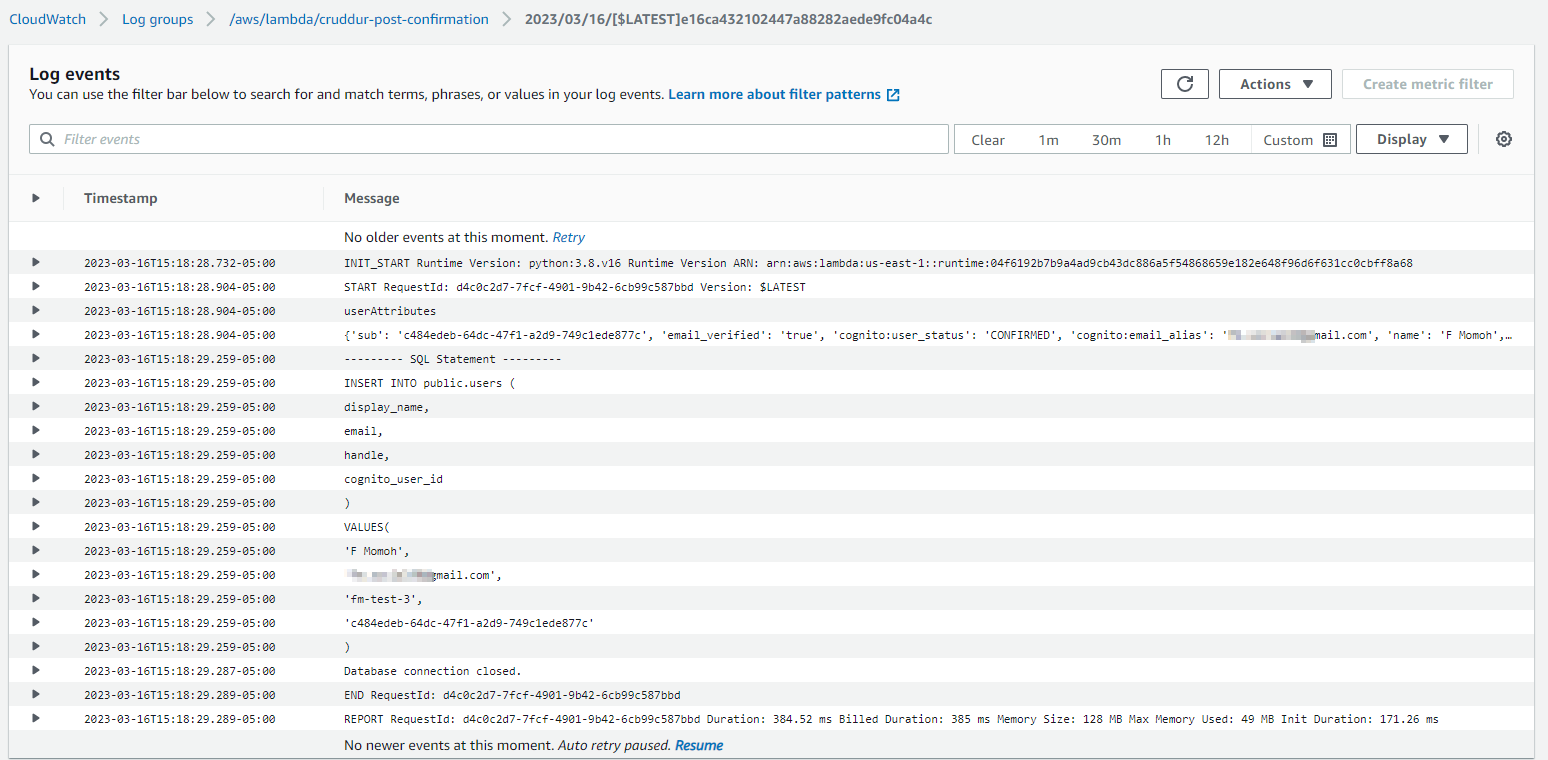 CloudWatch > Log groups > /aws/lambda/cruddur-post-confirmation > 2023/03/16/[$LATEST]e16ca432102447a88282aede9fc04a4c
Log events
You can use the filter bar below to search for and match terms, phrases, or values in your log events. Learn more about filter patterns
Actions
Create metric filter
Filter events
Clear 1m 30m 1h 12h Custom
Display
Timestamp Message
No older events at this moment. Retry
2023-03-16T15:18:28.732-05:00 INIT_START Runtime Version: python:3.8.v16 Runtime Version ARN: arn:aws:lambda:us-east-1::runtime:04f6192b7b9a4ad9cb43dc886a5f54868659e182e648f96d6f631cc0cbff8a68
2023-03-16T15:18:28.904-05:00 START RequestId: d4c0c2d7-7fcf-4901-9b42-6cb99c587bbd Version: $LATEST
2023-03-16T15:18:28.904-05:00 userAttributes
2023-03-16T15:18:28.904-05:00 {'sub': 'c484edeb-64dc-47f1-a2d9-749c1ede877c', 'email_verified': 'true', 'cognito:user_status': 'CONFIRMED', 'cognito:email_alias': ' mail.com', 'name': 'F Momoh',…
2023-03-16T15:18:29.259-05:00 --------- SQL Statement ---------
2023-03-16T15:18:29.259-05:00 INSERT INTO public.users (
2023-03-16T15:18:29.259-05:00 display_name,
2023-03-16T15:18:29.259-05:00 email,
2023-03-16T15:18:29.259-05:00 handle,
2023-03-16T15:18:29.259-05:00 cognito_user_id
2023-03-16T15:18:29.259-05:00 )
2023-03-16T15:18:29.259-05:00 VALUES(
2023-03-16T15:18:29.259-05:00 'F Momoh',
2023-03-16T15:18:29.259-05:00 gmail.com',
2023-03-16T15:18:29.259-05:00 'fm-test-3',
2023-03-16T15:18:29.259-05:00 'c484edeb-64dc-47f1-a2d9-749c1ede877c'
2023-03-16T15:18:29.259-05:00 )
2023-03-16T15:18:29.287-05:00 Database connection closed.
2023-03-16T15:18:29.289-05:00 END RequestId: d4c0c2d7-7fcf-4901-9b42-6cb99c587bbd
2023-03-16T15:18:29.289-05:00 REPORT RequestId: d4c0c2d7-7fcf-4901-9b42-6cb99c587bbd Duration: 384.52 ms Billed Duration: 385 ms Memory Size: 128 MB Max Memory Used: 49 MB Init Duration: 171.26 ms
No newer events at this moment. Auto retry paused. Resume